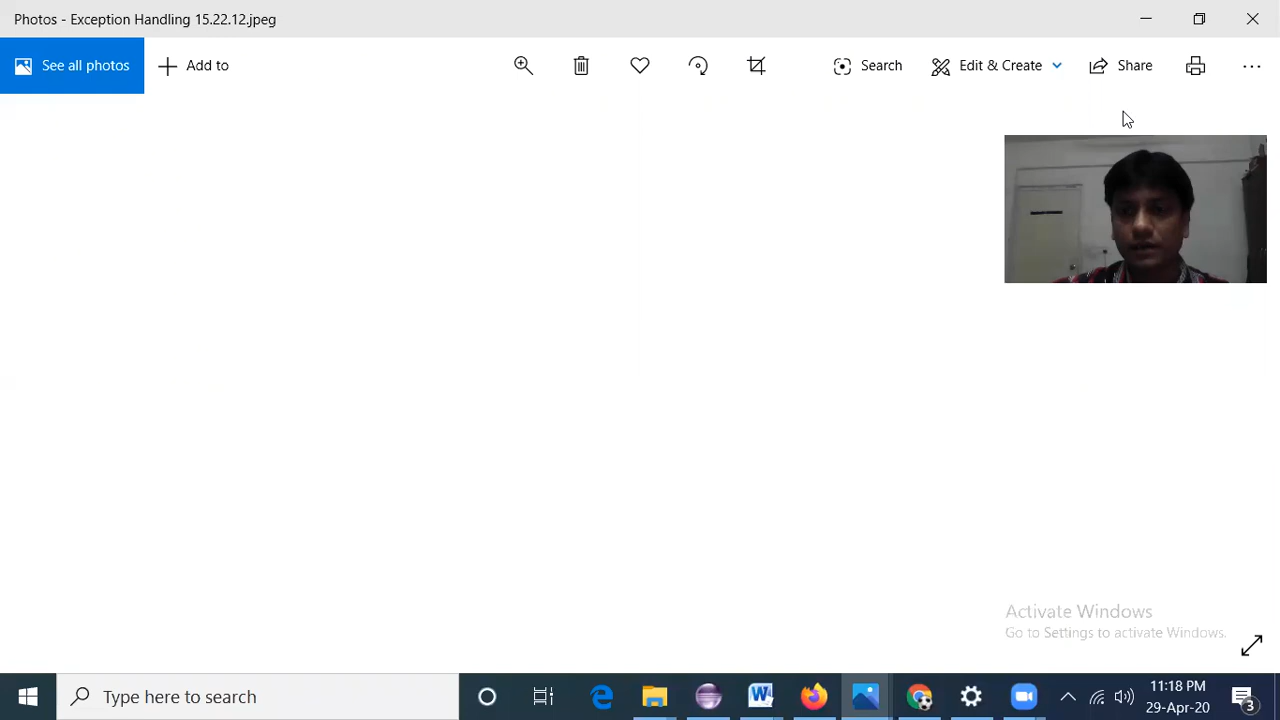 Photos - Exception Handling 15.22.12.jpeg
See all photos
Add to
Search
Edit & Create
Share
Activate Windows
Go to Settings to activate Windows.
Type here to search
W
11:18 PM
29-Apr-20
3